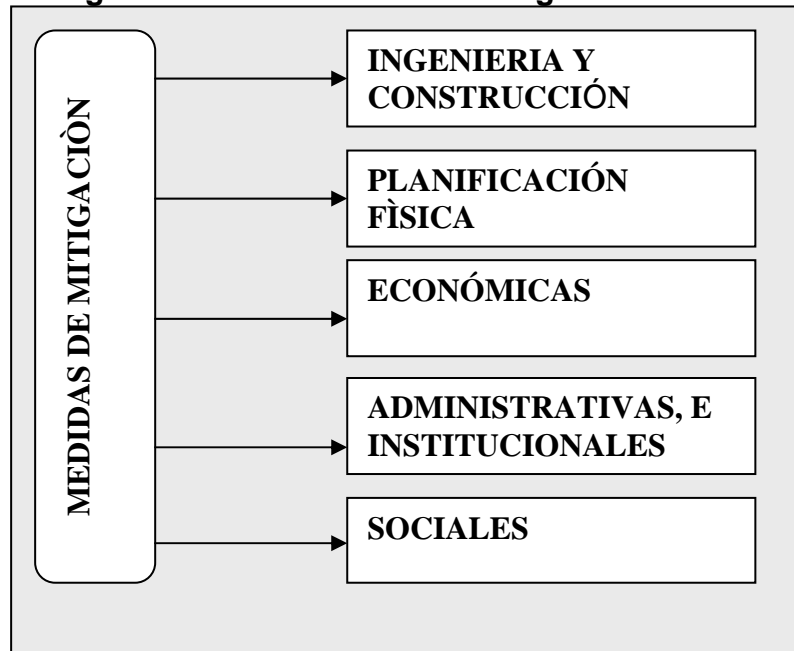 MEDIDAS DE MITIGACIÒN
INGENIERIA Y
CONSTRUCCIÓN
PLANIFICACIÓN
FÌSICA
ECONÓMICAS
ADMINISTRATIVAS, E
INSTITUCIONALES
SOCIALES